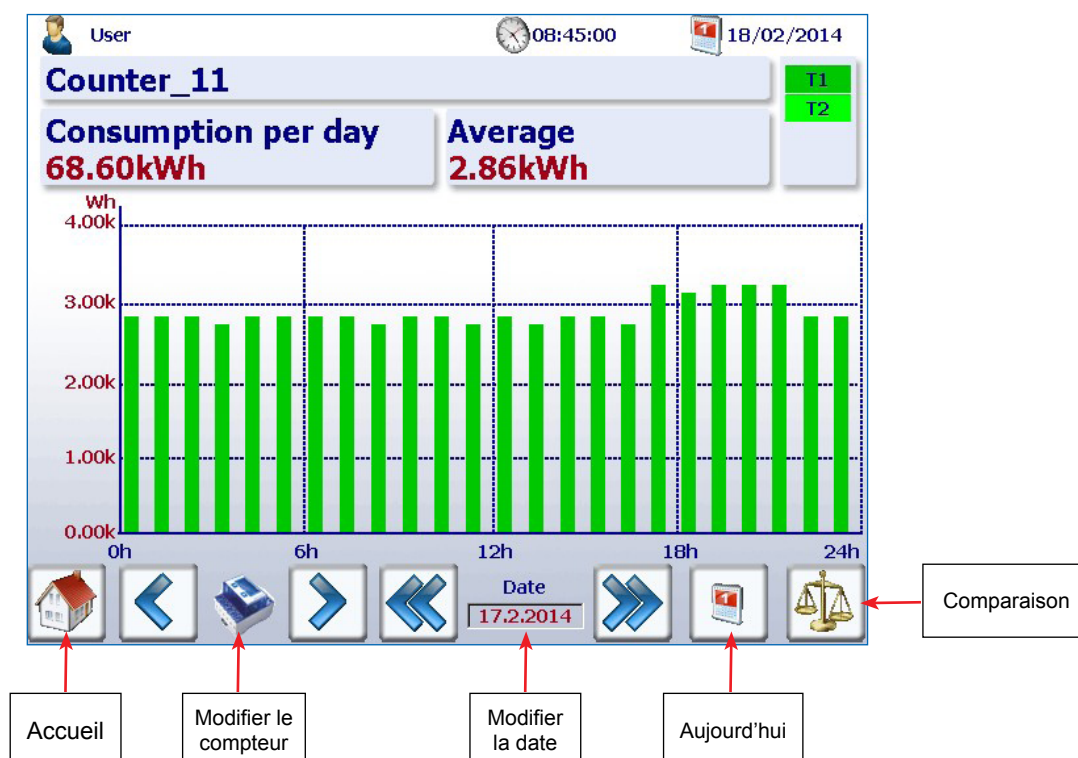 User 08:45:00 18/02/2014
Counter_11
T1
T2
Consumption per day
68.60kWh
Average
2.86kWh
Wh
4.00k
3.00k
2.00k
1.00k
0.00k
0h 6h 12h 18h 24h
1
Date
17.2.2014
1
Comparaison
Accueil
Modifier le
compteur
Modifier
la date
Aujourd’hui